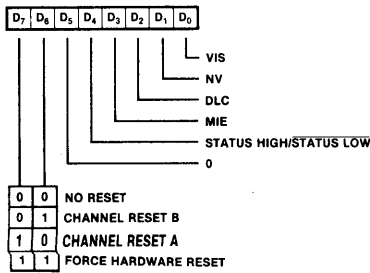 D7 D6 D5 D4 D3 D2 D1 D0
VIS
NV
DLC
MIE
STATUS HIGH/STATUS LOW
0
0 0 NO RESET
0 1 CHANNEL RESET B
1 0 CHANNEL RESET A
1 1 FORCE HARDWARE RESET